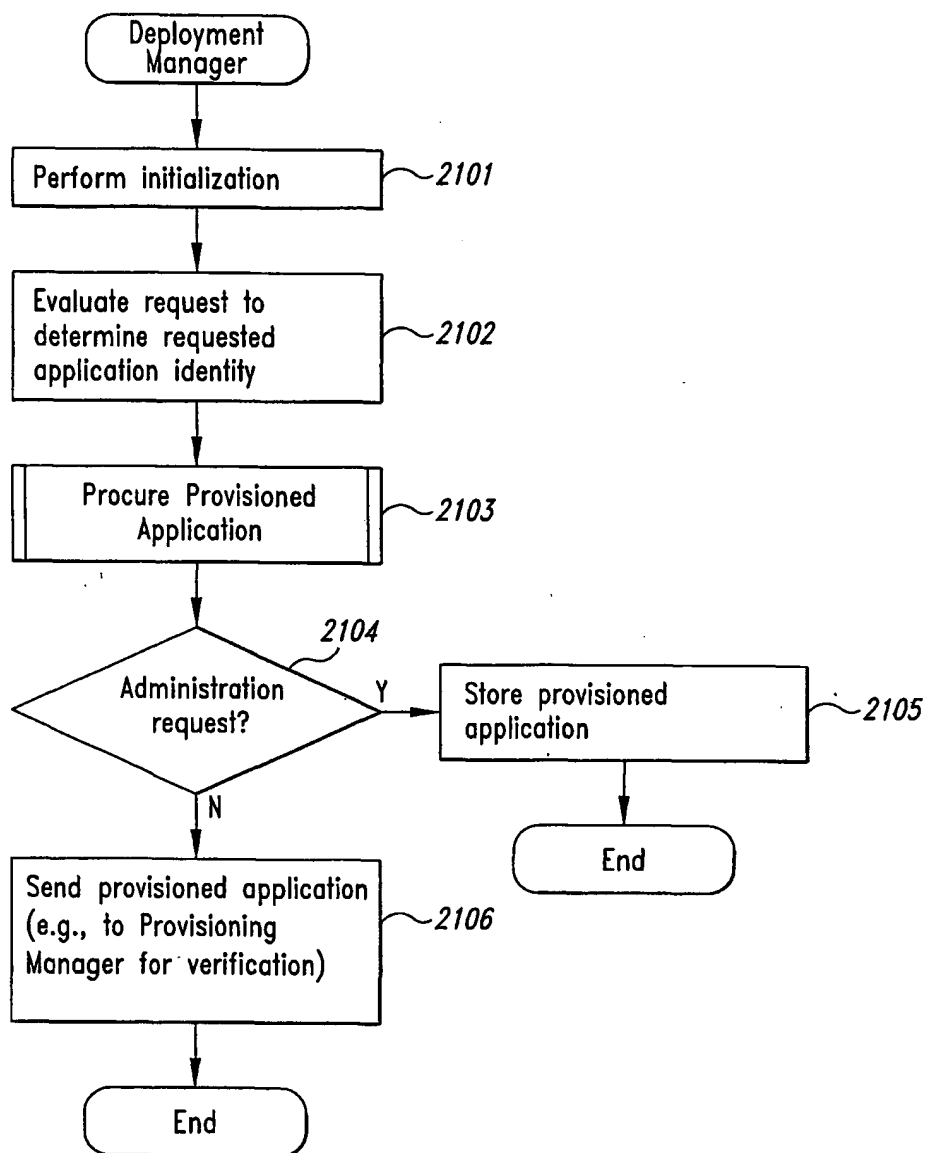 Deployment
Manager
Perform initialization
2101
Evaluate request to
determine requested
application identity
2102
Procure Provisioned
Application
2103
2104
Administration
request?
Y
Store provisioned
application
2105
N
End
Send provisioned application
(e.g., to Provisioning
Manager for verification)
2106
End